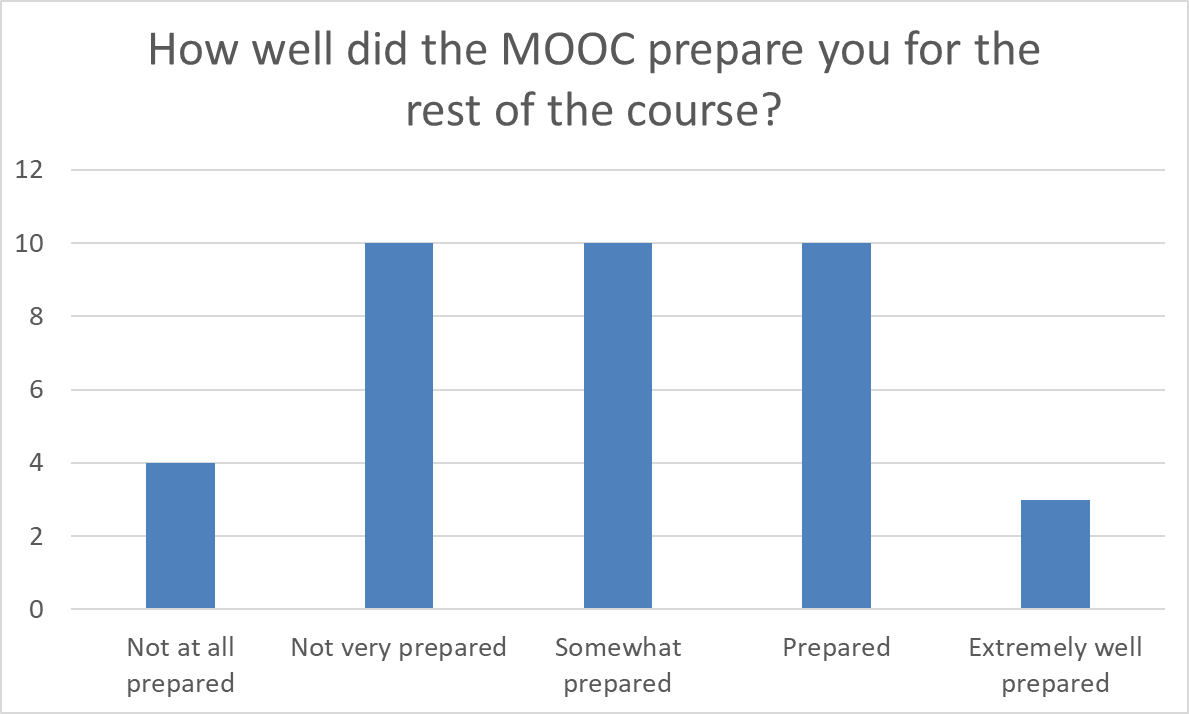 How well did the MOOC prepare you for the
rest of the course?
12
10
8
6
4
2
0
Not at all
prepared
Not very prepared
Somewhat
prepared
Prepared
Extremely well
prepared